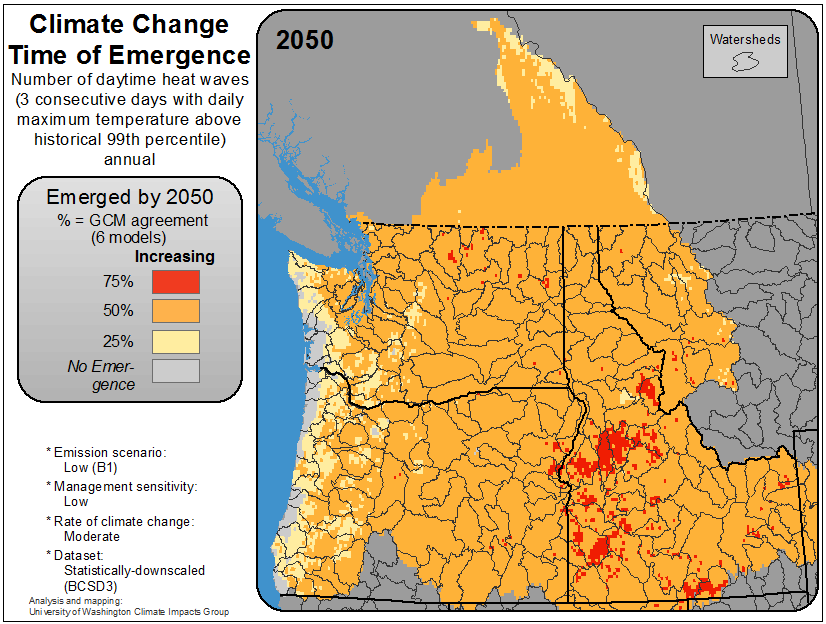 Climate Change
Time of Emergence
Number of daytime heat waves
(3 consecutive days with daily
maximum temperature above
historical 99th percentile)
annual
Emerged by 2050
% = GCM agreement
(6 models)
Increasing
75%
50%
25%
No Emer-
gence
* Emission scenario:
Low (B1)
* Management sensitivity:
Low
* Rate of climate change:
Moderate
* Dataset:
Statistically-downscaled
(BCSD3)
Analysis and mapping:
University of Washington Climate Impacts Group
2050
Watersheds